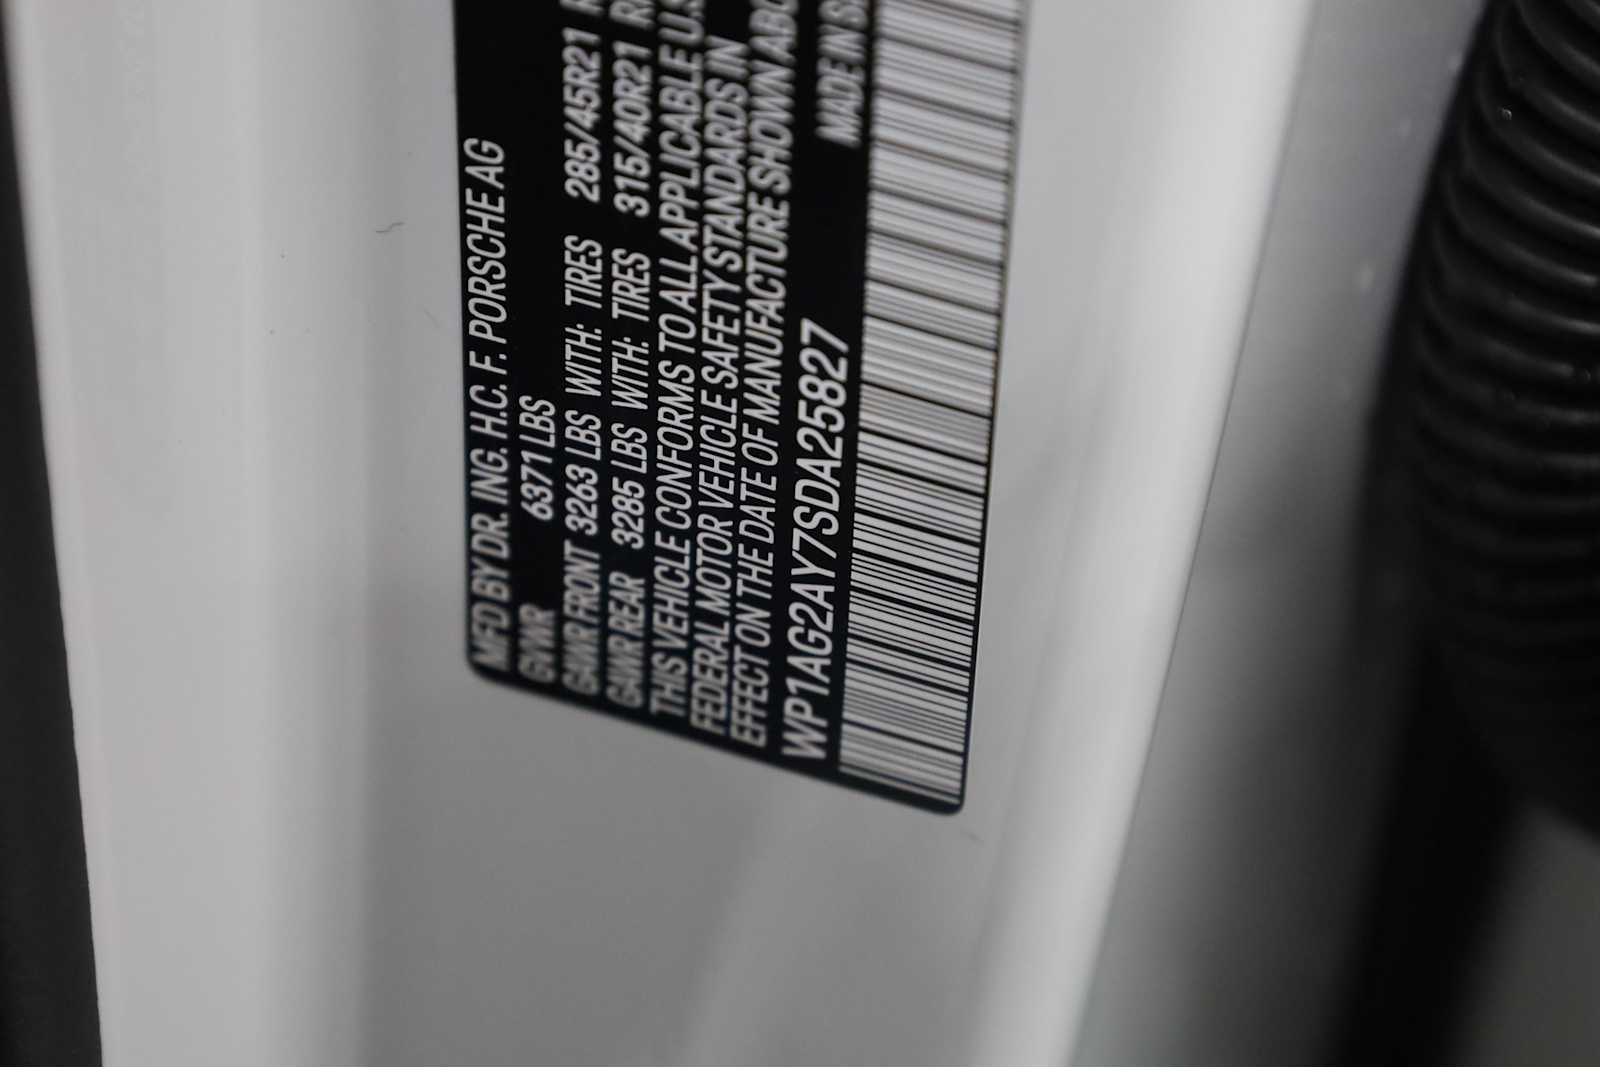 MFD BY DR. ING. H.C. F. PORSCHE AG
GVWR 6371 LBS
GAWR FRONT 3263 LBS WITH: TIRES 285/45R21
GAWR REAR 3285 LBS WITH: TIRES 315/40R21
THIS VEHICLE CONFORMS TO ALL APPLICABLE U.S
FEDERAL MOTOR VEHICLE SAFETY STANDARDS IN
EFFECT ON THE DATE OF MANUFACTURE SHOWN ABO
MADE IN
WP1AG2AY7SDA25827